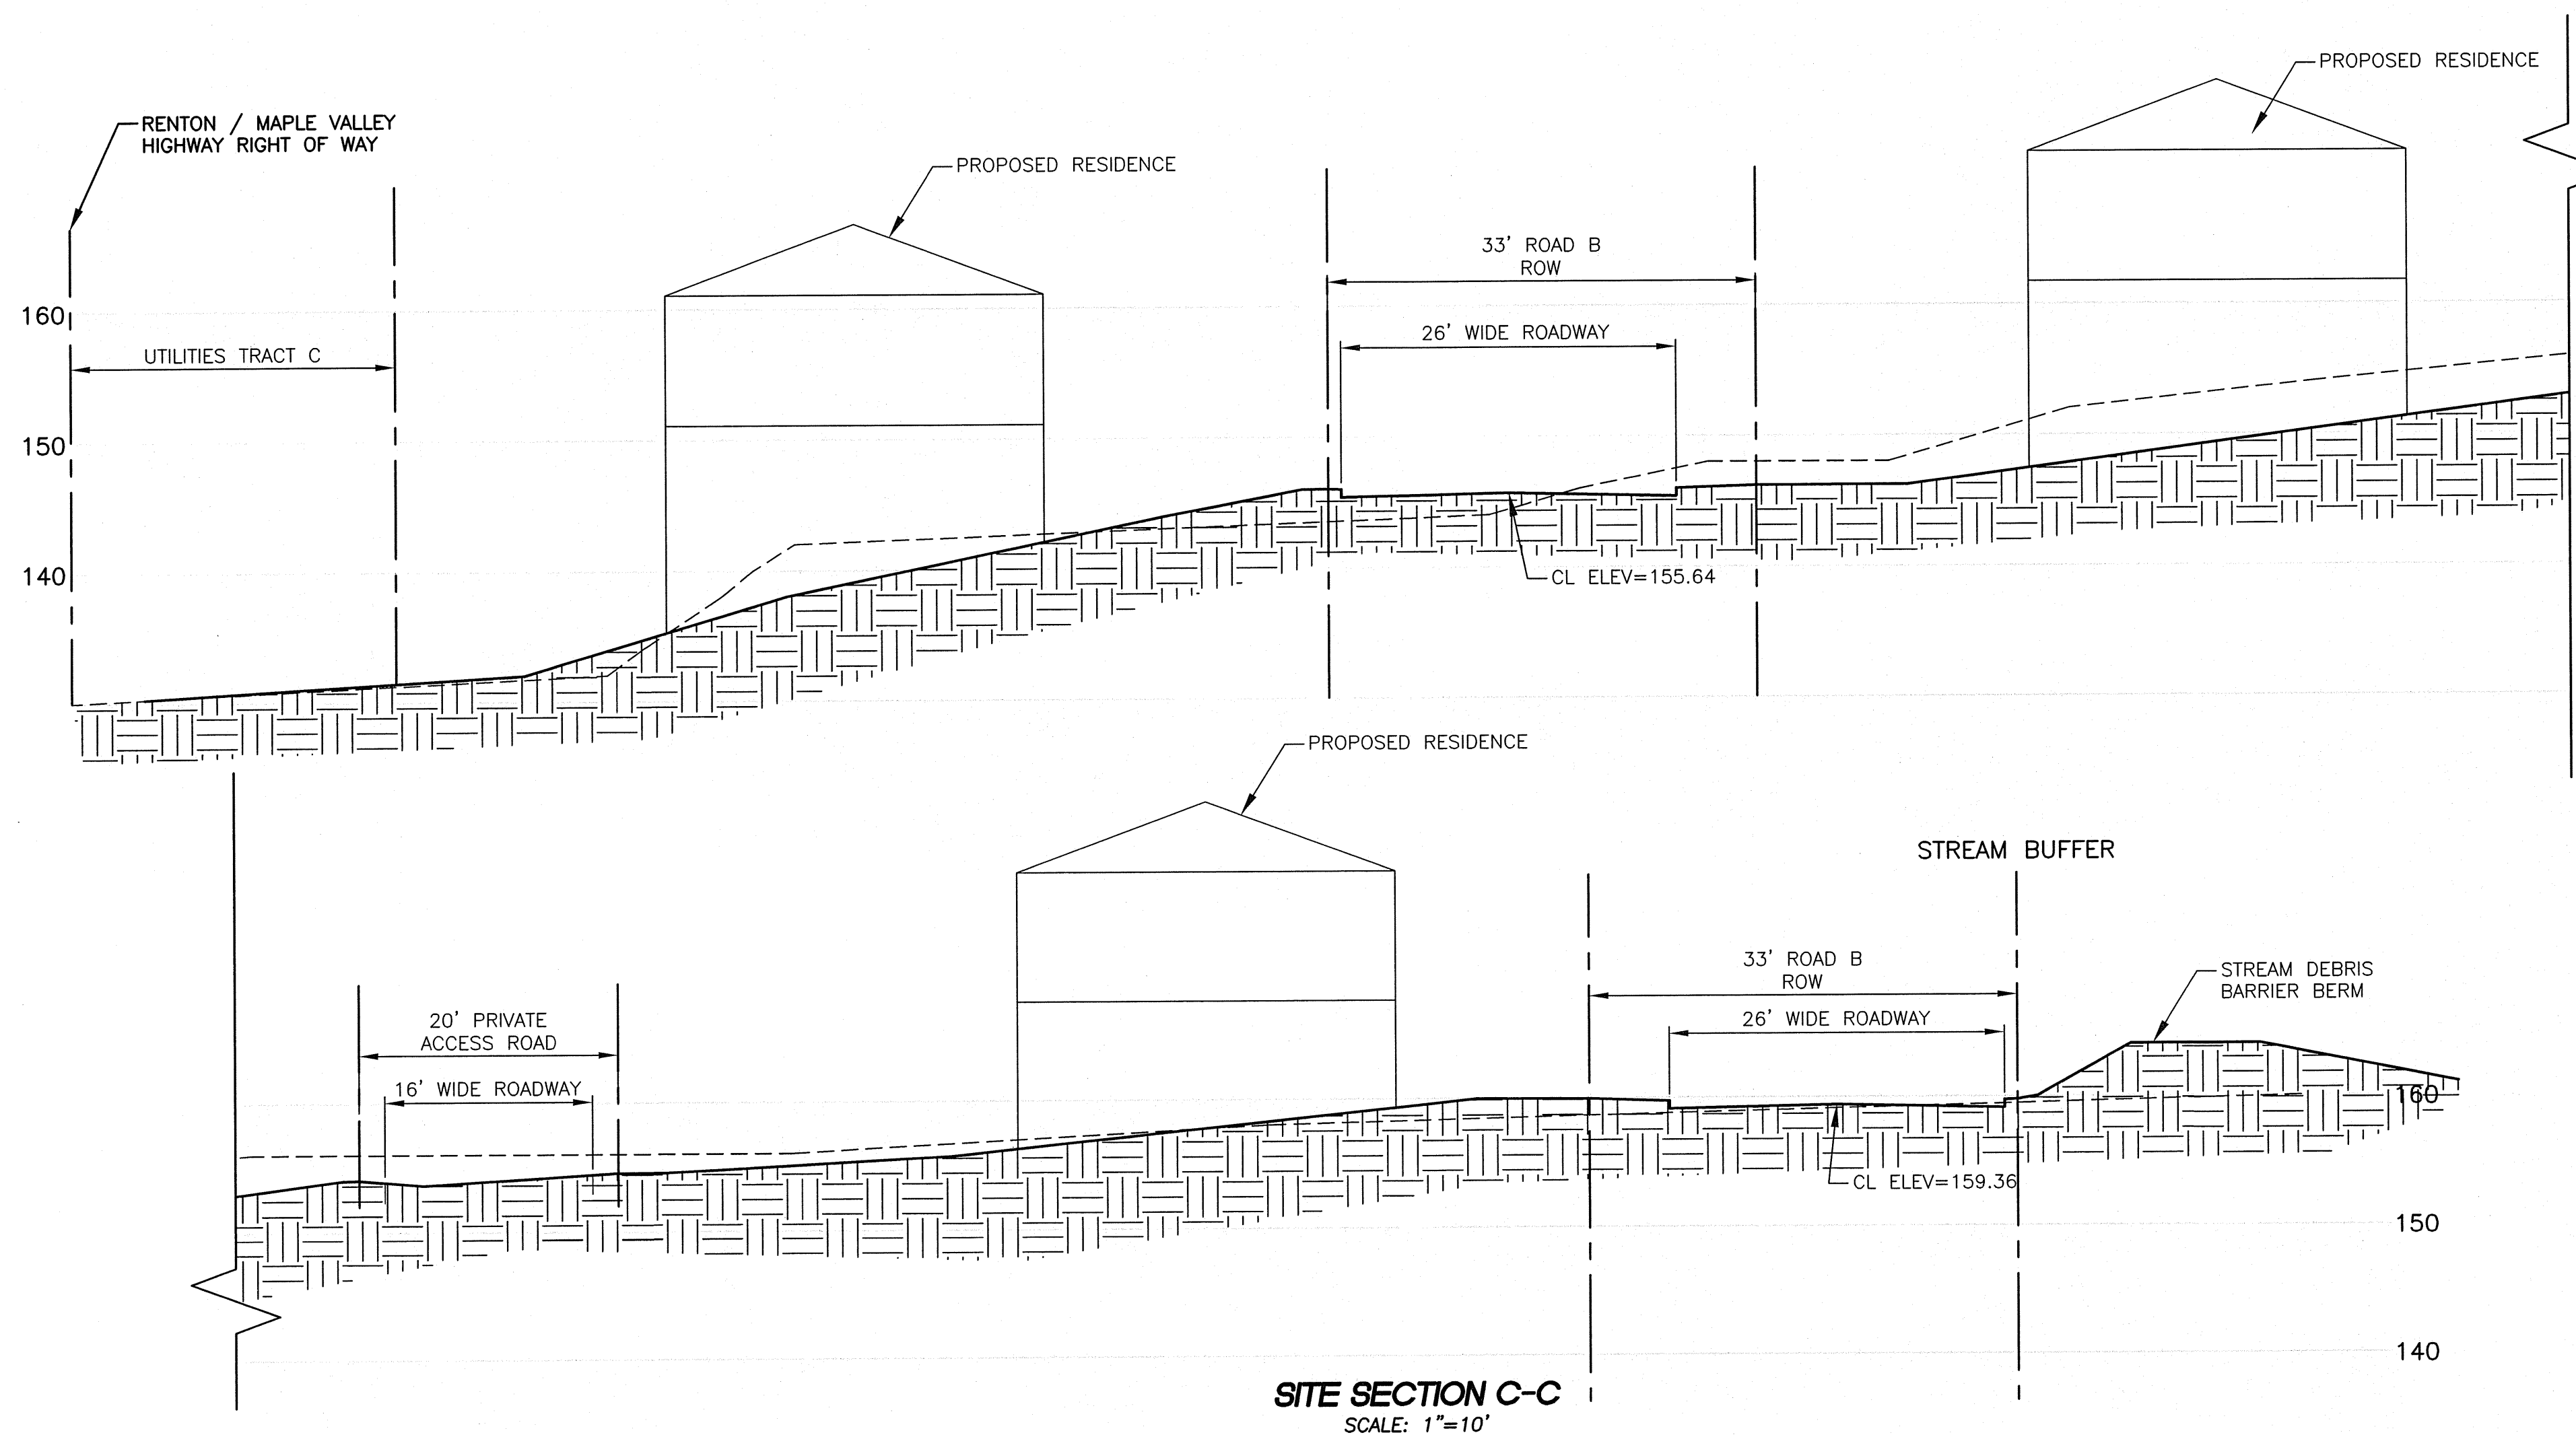 RENTON / MAPLE VALLEY
HIGHWAY RIGHT OF WAY
PROPOSED RESIDENCE
PROPOSED RESIDENCE
33' ROAD B
ROW
26' WIDE ROADWAY
160
UTILITIES TRACT C
150
140
CL ELEV=155.64
PROPOSED RESIDENCE
STREAM BUFFER
33' ROAD B
ROW
26' WIDE ROADWAY
STREAM DEBRIS
BARRIER BERM
20' PRIVATE
ACCESS ROAD
16' WIDE ROADWAY
160
CL ELEV=159.36
150
140
SITE SECTION C-C
SCALE: 1"=10'